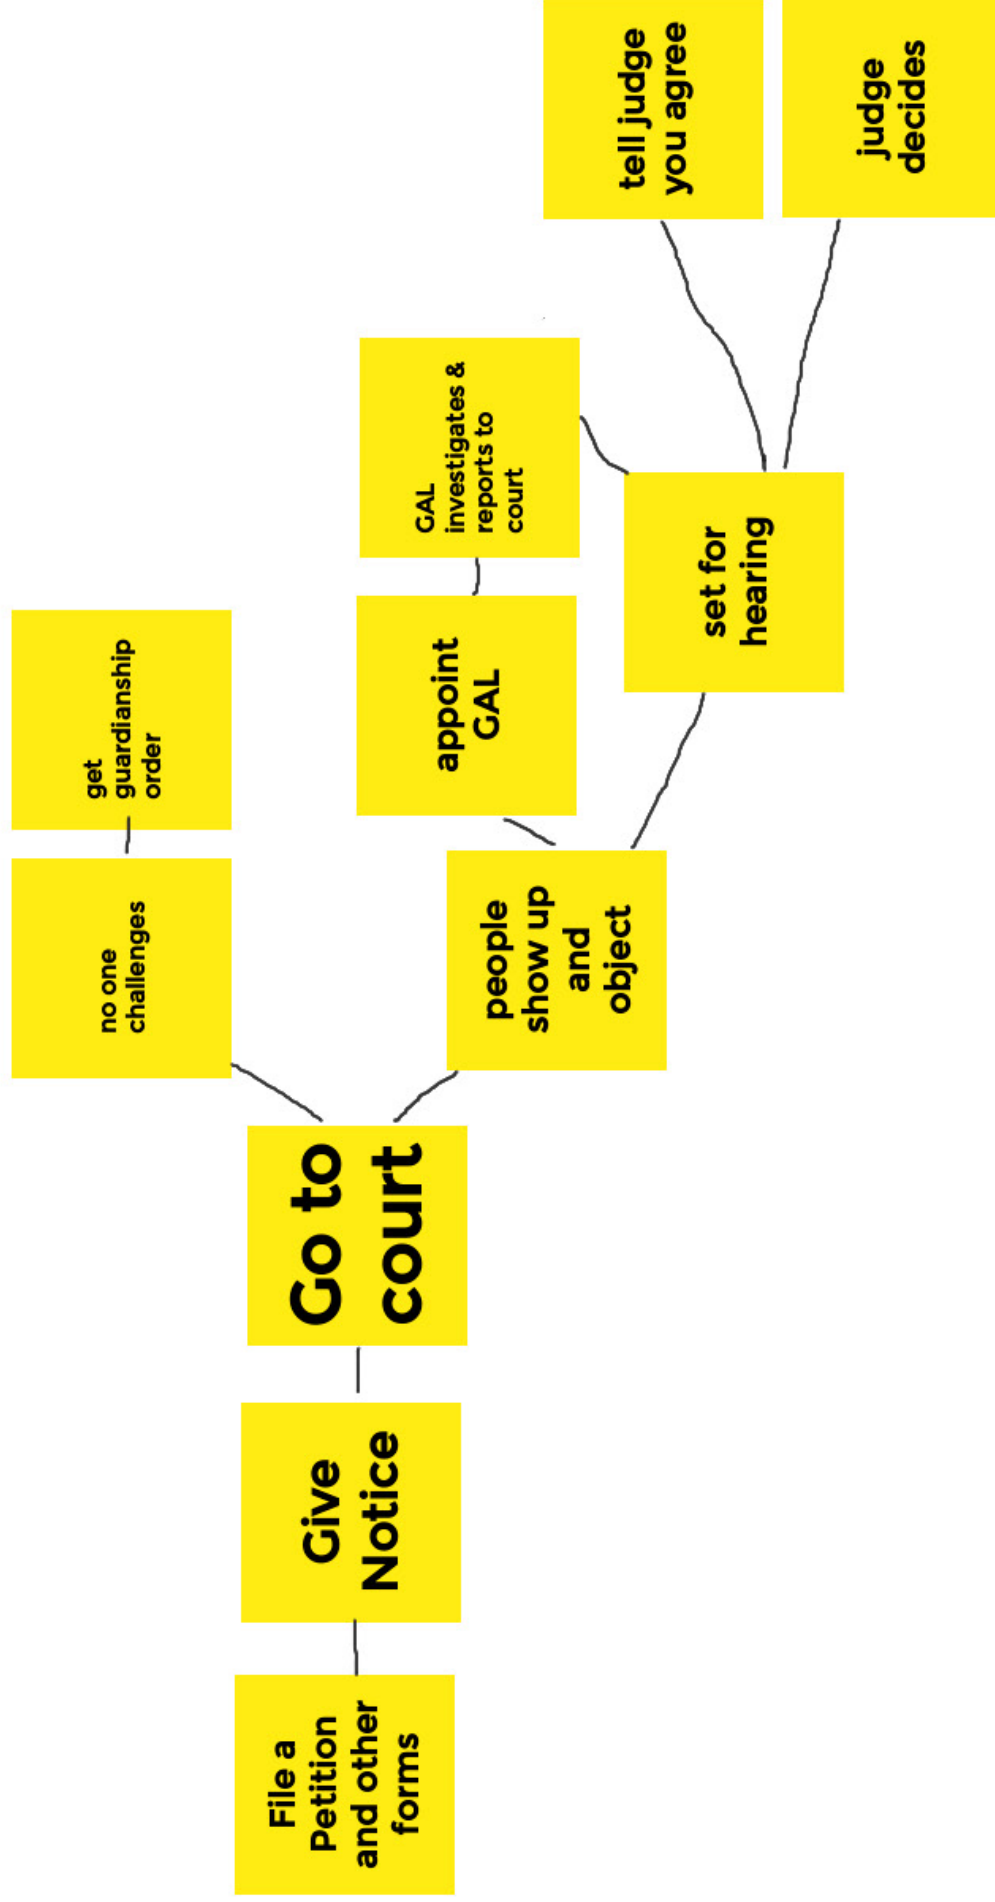 File a
Petition
and other
forms
Give
Notice
Go to
court
no one
challenges
get
guardianship
order
people
show up
and
object
appoint
GAL
GAL
investigates &
reports to
court
set for
hearing
tell judge
you agree
judge
decides